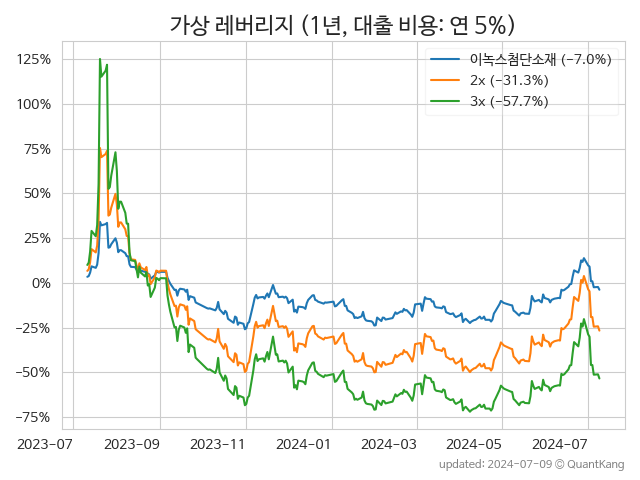 가상 레버리지 (1년, 대출 비용: 연 5%)
이녹스첨단소재 (−7.0%)
2x (−31.3%)
3x (−57.7%)
125%
100%
75%
50%
25%
0%
−25%
−50%
−75%
2023-07 2023-09 2023-11 2024-01 2024-03 2024-05 2024-07
updated: 2024-07-09 © QuantKang